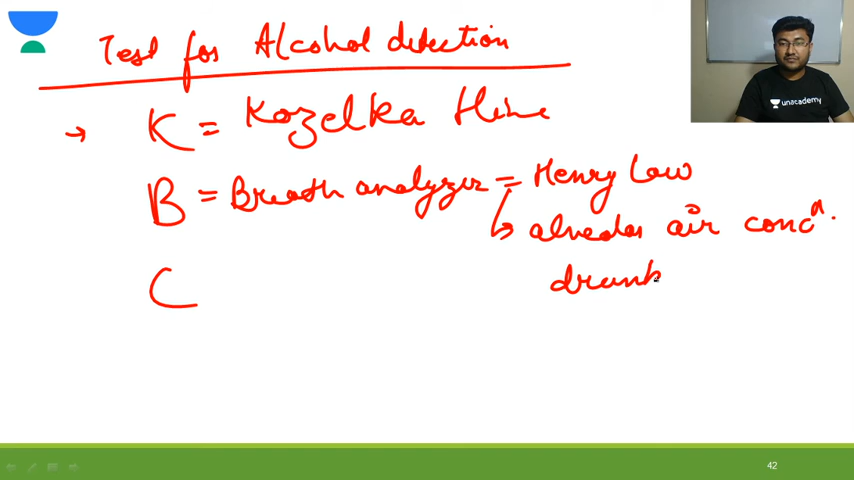 Test for Alcohol detection
→ K = Kozelka Hine
B = Breath analyzer = Henry Law
↳ alveolar air concn.
drunk
C
unacademy
42